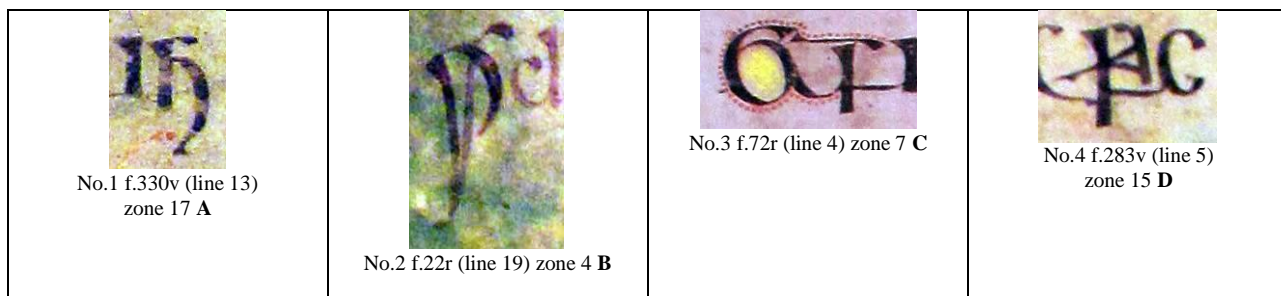 No.1 f.330v (line 13)
zone 17 A
No.2 f.22r (line 19) zone 4 B
No.3 f.72r (line 4) zone 7 C
No.4 f.283v (line 5)
zone 15 D